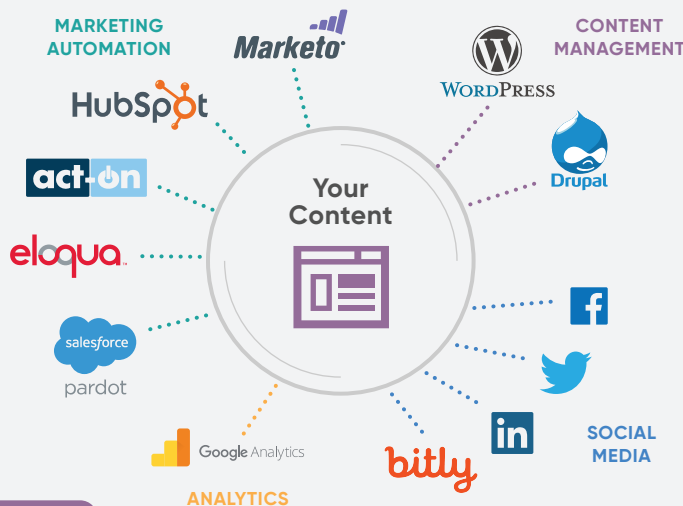 MARKETING
AUTOMATION
Marketo
CONTENT
MANAGEMENT
WORDPRESS
HubSpot
Drupal
act-on
Your
Content
eloqua
salesforce
pardot
in
Google Analytics
bitly
SOCIAL
MEDIA
ANALYTICS